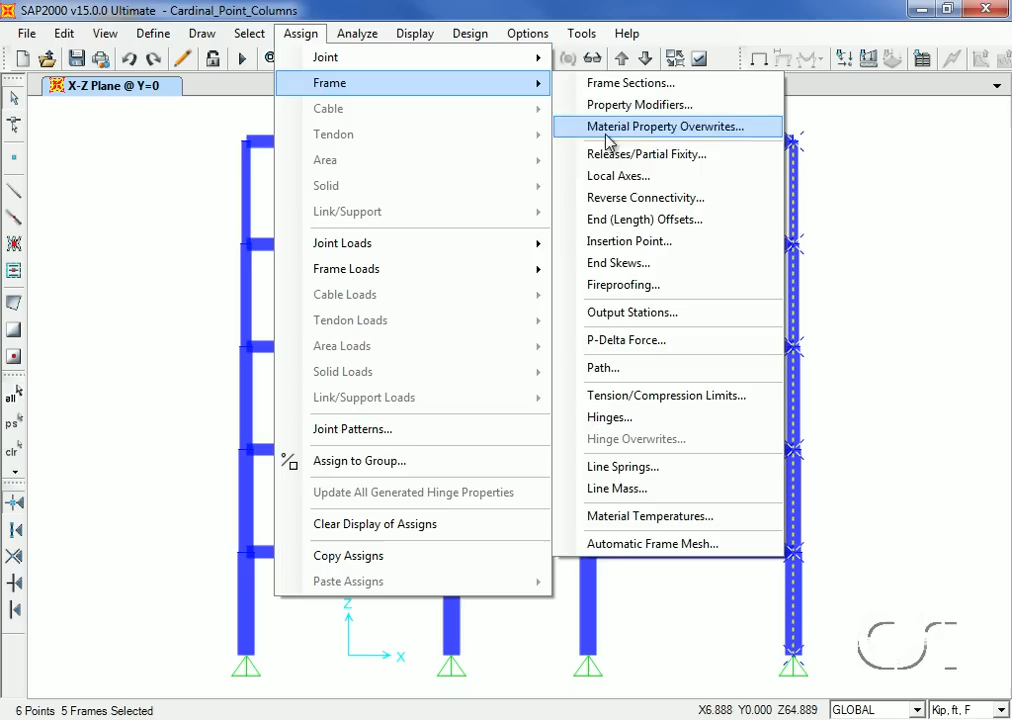 SAP2000 v15.0.0 Ultimate - Cardinal_Point_Columns
File Edit View Define Draw Select Assign Analyze Display Design Options Tools Help
X-Z Plane @ Y=0
Joint
Frame
Cable
Tendon
Area
Solid
Link/Support
Joint Loads
Frame Loads
Cable Loads
Tendon Loads
Area Loads
Solid Loads
Link/Support Loads
Joint Patterns...
Assign to Group...
Update All Generated Hinge Properties
Clear Display of Assigns
Copy Assigns
Paste Assigns
Frame Sections...
Property Modifiers...
Material Property Overwrites...
Releases/Partial Fixity...
Local Axes...
Reverse Connectivity...
End (Length) Offsets...
Insertion Point...
End Skews...
Fireproofing...
Output Stations...
P-Delta Force...
Path...
Tension/Compression Limits...
Hinges...
Hinge Overwrites...
Line Springs...
Line Mass...
Material Temperatures...
Automatic Frame Mesh...
all
ps
clr
Z
X
CSI
6 Points 5 Frames Selected
X6.888 Y0.000 Z64.889
GLOBAL
Kip, ft, F